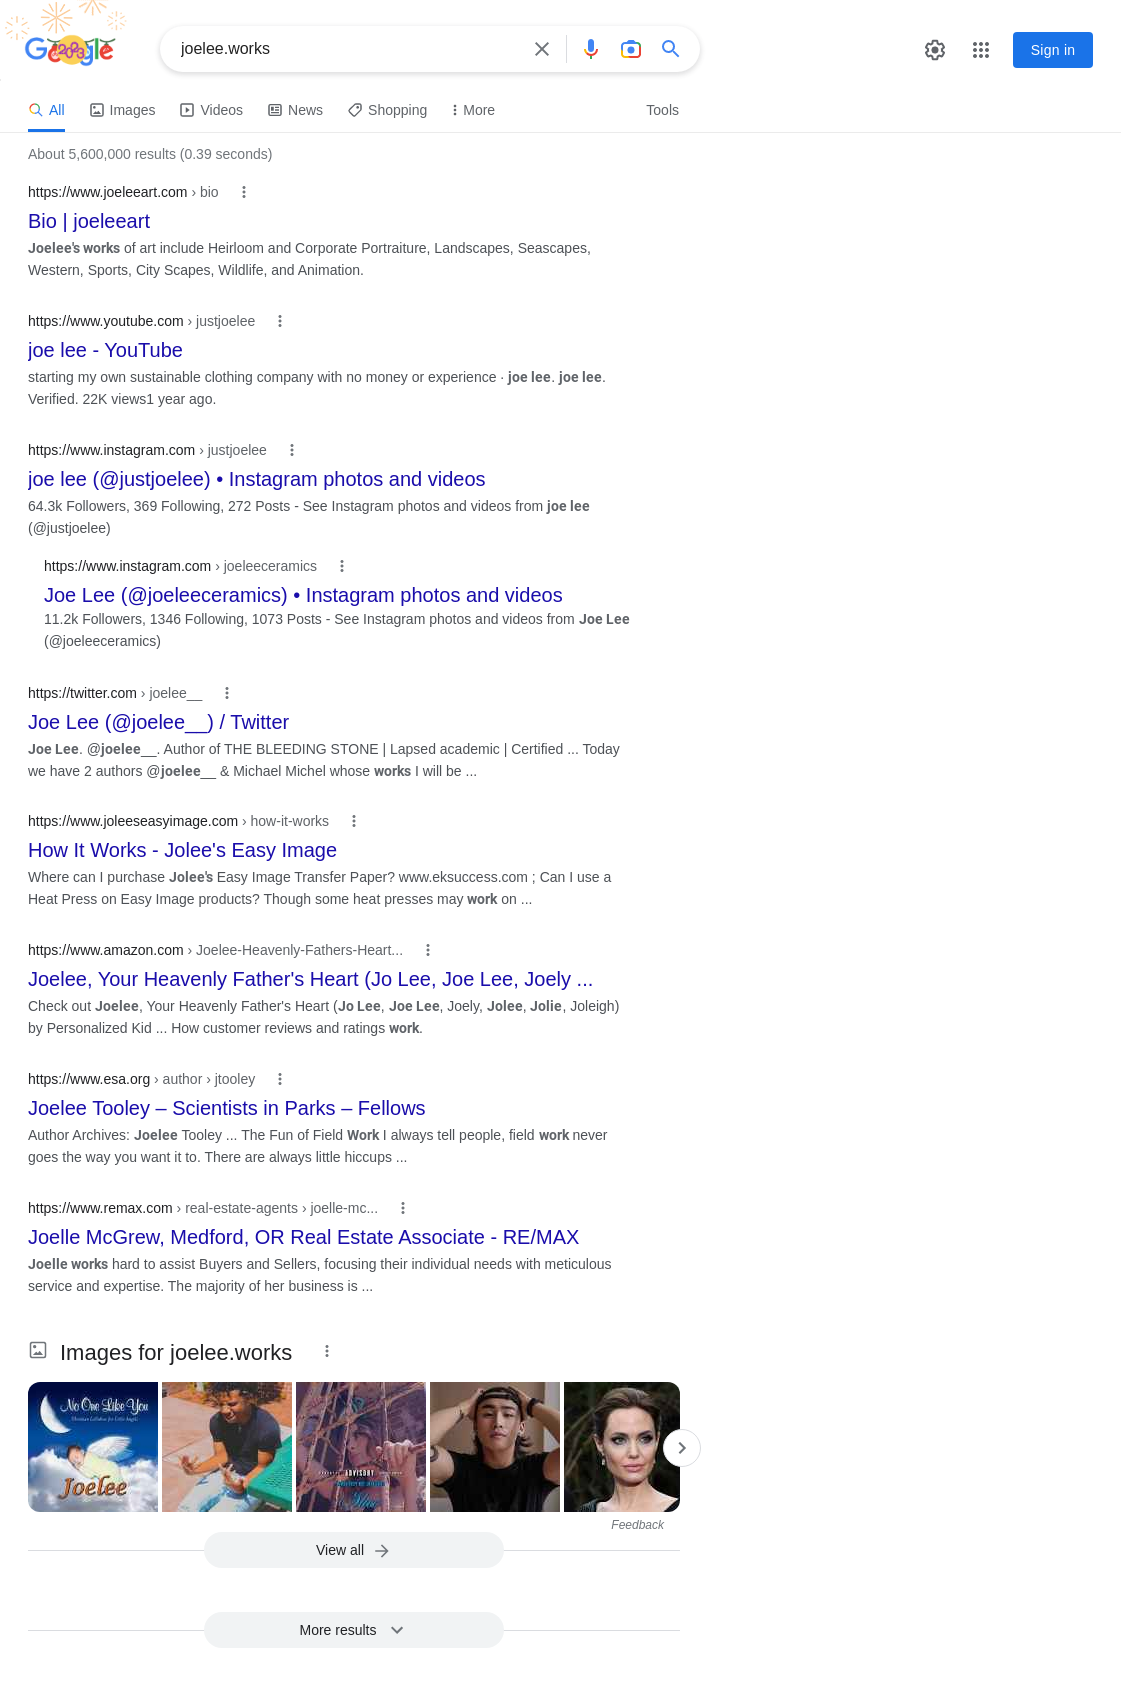 Google
2023
joelee.works
Sign in
All
Images
Videos
News
Shopping
More
Tools
About 5,600,000 results (0.39 seconds)
https://www.joeleeart.com › bio
Bio | joeleeart
Joelee's works of art include Heirloom and Corporate Portraiture, Landscapes, Seascapes,
Western, Sports, City Scapes, Wildlife, and Animation.
https://www.youtube.com › justjoelee
joe lee - YouTube
starting my own sustainable clothing company with no money or experience · joe lee. joe lee.
Verified. 22K views1 year ago.
https://www.instagram.com › justjoelee
joe lee (@justjoelee) • Instagram photos and videos
64.3k Followers, 369 Following, 272 Posts - See Instagram photos and videos from joe lee
(@justjoelee)
https://www.instagram.com › joeleeceramics
Joe Lee (@joeleeceramics) • Instagram photos and videos
11.2k Followers, 1346 Following, 1073 Posts - See Instagram photos and videos from Joe Lee
(@joeleeceramics)
https://twitter.com › joelee__
Joe Lee (@joelee__) / Twitter
Joe Lee. @joelee__. Author of THE BLEEDING STONE | Lapsed academic | Certified ... Today
we have 2 authors @joelee__ & Michael Michel whose works I will be ...
https://www.joleeseasyimage.com › how-it-works
How It Works - Jolee's Easy Image
Where can I purchase Jolee's Easy Image Transfer Paper? www.eksuccess.com ; Can I use a
Heat Press on Easy Image products? Though some heat presses may work on ...
https://www.amazon.com › Joelee-Heavenly-Fathers-Heart...
Joelee, Your Heavenly Father's Heart (Jo Lee, Joe Lee, Joely ...
Check out Joelee, Your Heavenly Father's Heart (Jo Lee, Joe Lee, Joely, Jolee, Jolie, Joleigh)
by Personalized Kid ... How customer reviews and ratings work.
https://www.esa.org › author › jtooley
Joelee Tooley – Scientists in Parks – Fellows
Author Archives: Joelee Tooley ... The Fun of Field Work I always tell people, field work never
goes the way you want it to. There are always little hiccups ...
https://www.remax.com › real-estate-agents › joelle-mc...
Joelle McGrew, Medford, OR Real Estate Associate - RE/MAX
Joelle works hard to assist Buyers and Sellers, focusing their individual needs with meticulous
service and expertise. The majority of her business is ...
Images for joelee.works
No One Like You
Christian Lullabies for Little Angels
Joelee
ADVISORY
Feedback
View all
More results